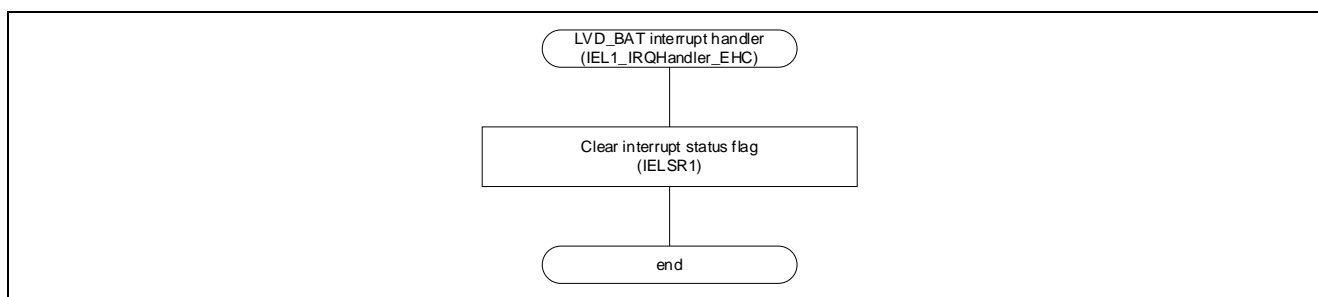 LVD_BAT interrupt handler
(IEL1_IRQHandler_EHC)
Clear interrupt status flag
(IELSR1)
end